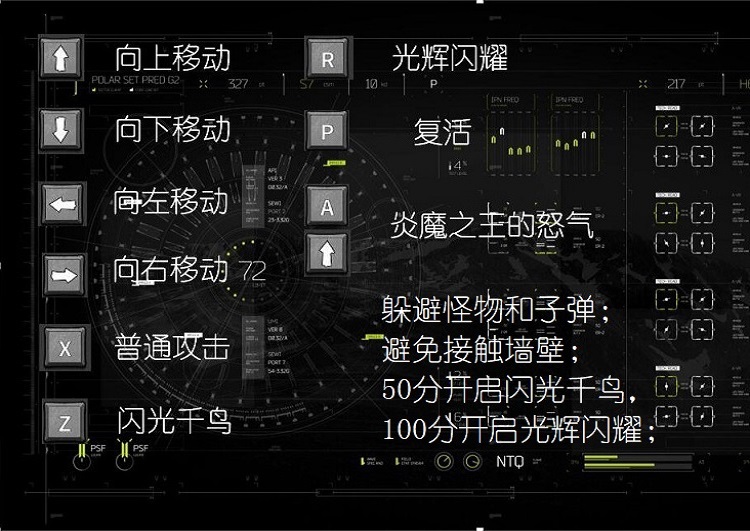 向上移动
R
光辉闪耀
POLAR SET PRED G2
327
10
P
217
向下移动
P
复活
IPN FRED
IPN FRED
向左移动
A
炎魔之王的怒气
向右移动
72
X
普通攻击
躲避怪物和子弹；
避免接触墙壁；
50分开启闪光千鸟，
100分开启光辉闪耀；
Z
闪光千鸟
PSF
PSF
NTQ